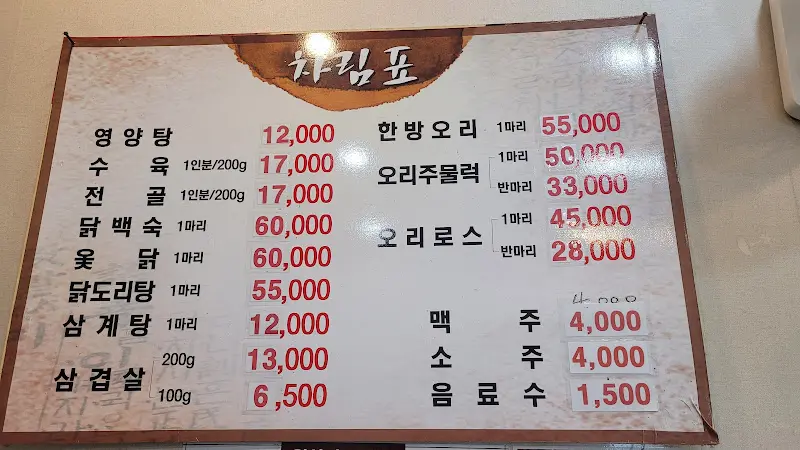 차림표
영양탕 12,000
수육 1인분/200g 17,000
전골 1인분/200g 17,000
닭백숙 1마리 60,000
옻닭 1마리 60,000
닭도리탕 1마리 55,000
삼계탕 1마리 12,000
삼겹살 200g 13,000
100g 6,500
한방오리 1마리 55,000
오리주물럭 1마리 50,000
반마리 33,000
오리로스 1마리 45,000
반마리 28,000
4,000
맥주 4,000
소주 4,000
음료수 1,500